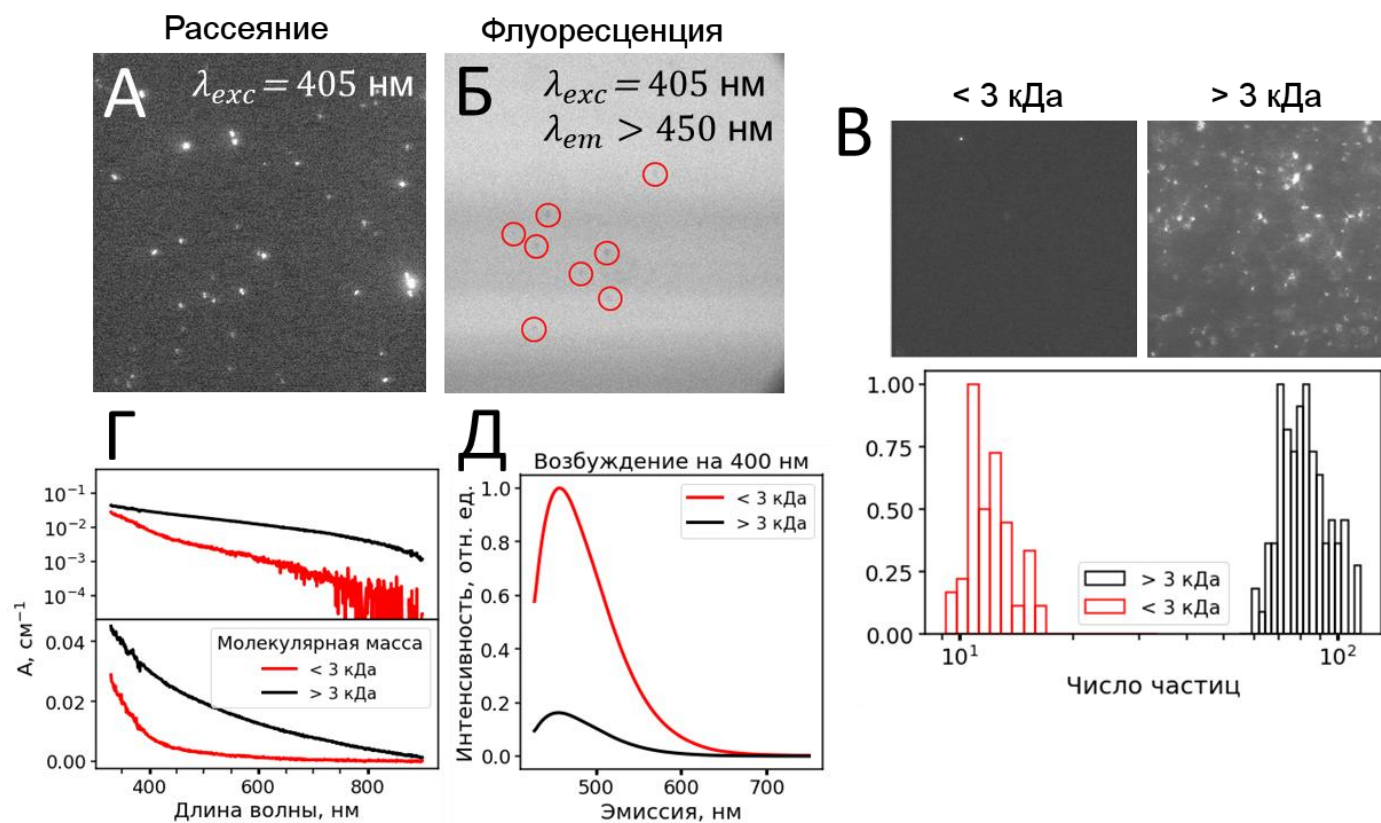 Рассеяние
Флуоресценция
А
λexc = 405 нм
Б
λexc = 405 нм
λem > 450 нм
В
< 3 кДа
> 3 кДа
1.00
0.75
0.50
0.25
0.00
> 3 кДа
< 3 кДа
10¹
10²
Число частиц
Г
10⁻¹
10⁻²
10⁻³
10⁻⁴
0.04
0.02
0.00
A, см⁻¹
Молекулярная масса
< 3 кДа
> 3 кДа
400
600
800
Длина волны, нм
Д
Возбуждение на 400 нм
1.0
0.8
0.6
0.4
0.2
0.0
Интенсивность, отн. ед.
< 3 кДа
> 3 кДа
500
600
700
Эмиссия, нм